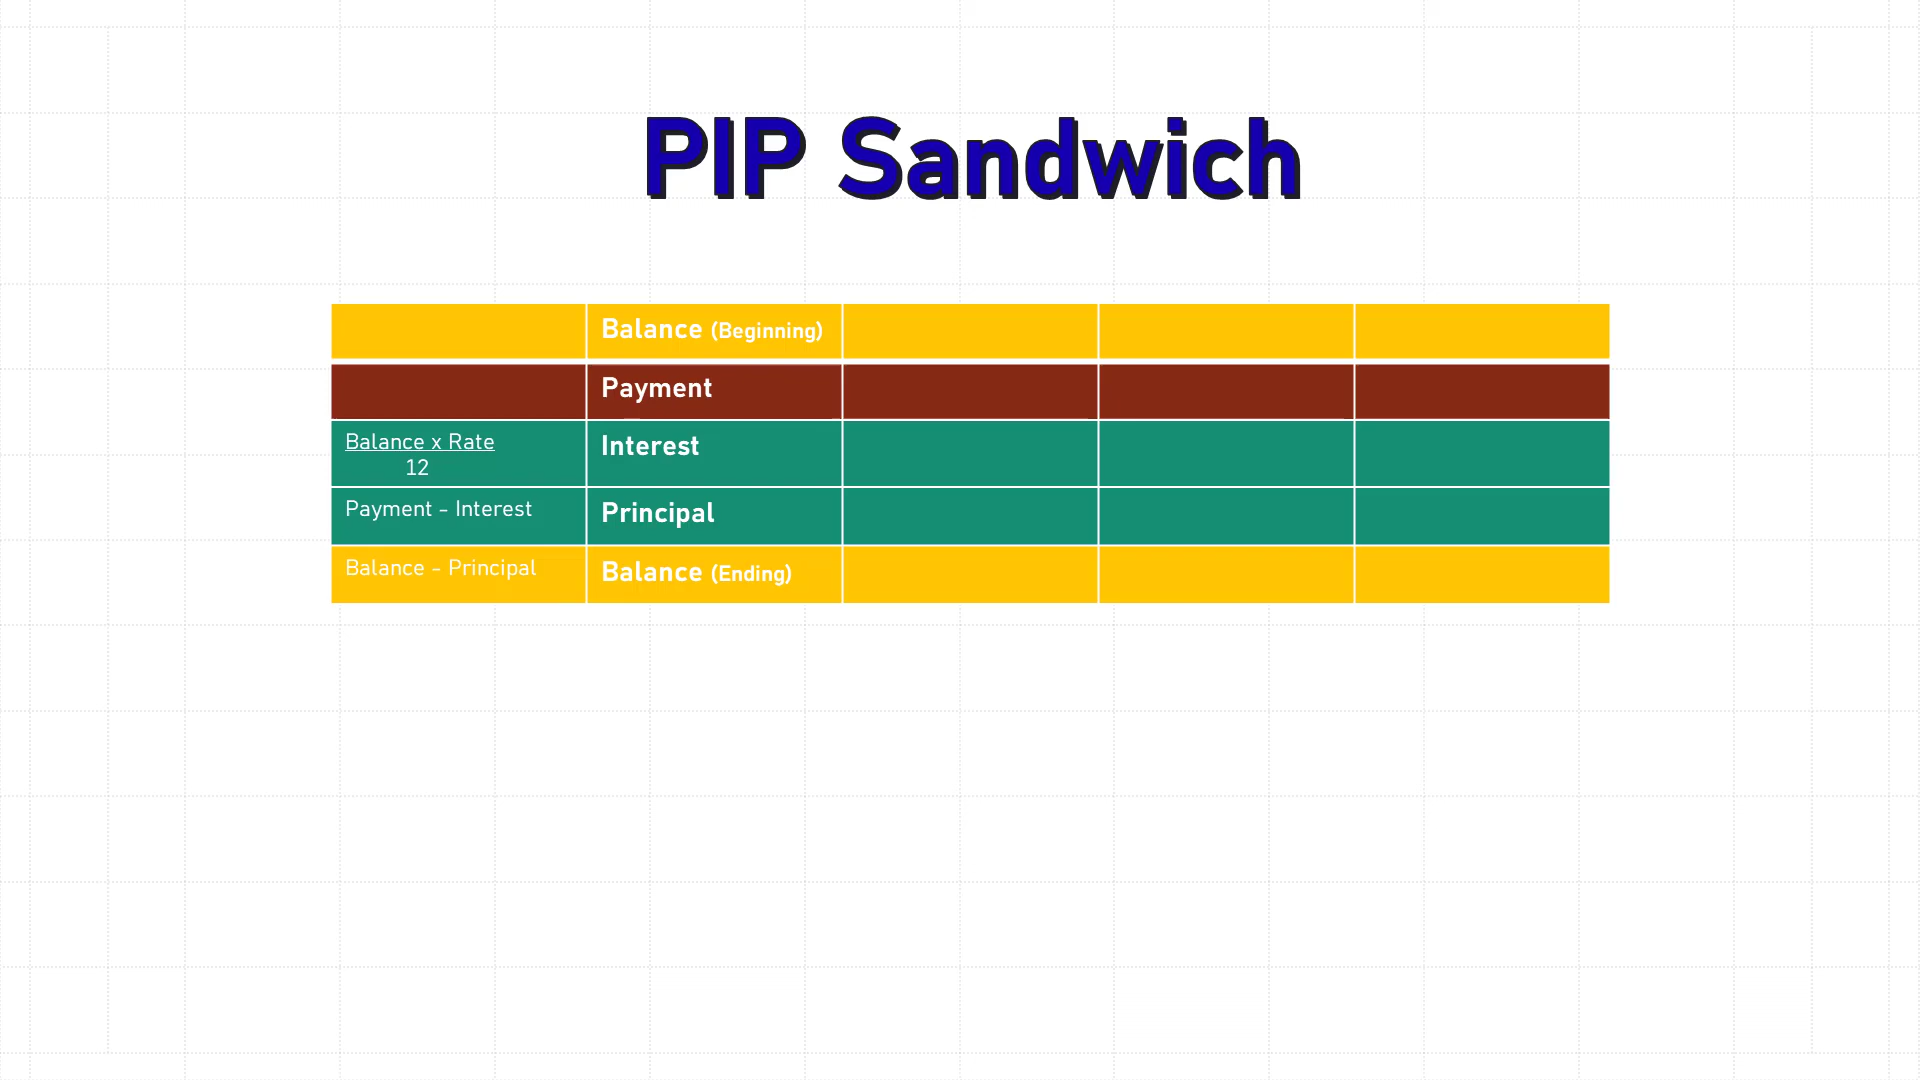 PIP Sandwich
Balance (Beginning)
Payment
Balance x Rate
12
Interest
Payment - Interest
Principal
Balance - Principal
Balance (Ending)